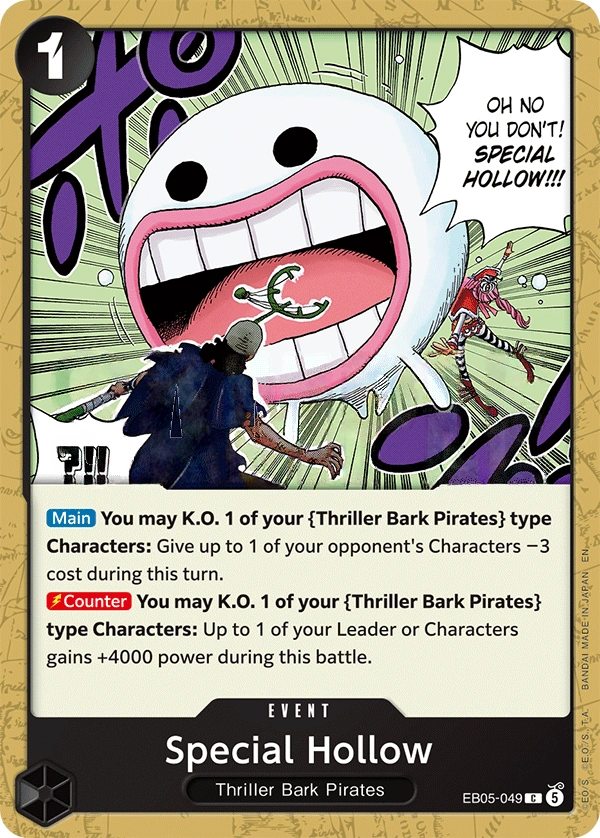 1
OH NO
YOU DON'T!
SPECIAL
HOLLOW!!!
?!!
Main You may K.O. 1 of your {Thriller Bark Pirates} type
Characters: Give up to 1 of your opponent's Characters −3
cost during this turn.
Counter You may K.O. 1 of your {Thriller Bark Pirates}
type Characters: Up to 1 of your Leader or Characters
gains +4000 power during this battle.
EVENT
Special Hollow
Thriller Bark Pirates
EB05-049 C 5
©E.O.S. ©E.O.S./T.A. BANDAI MADE IN JAPAN EN